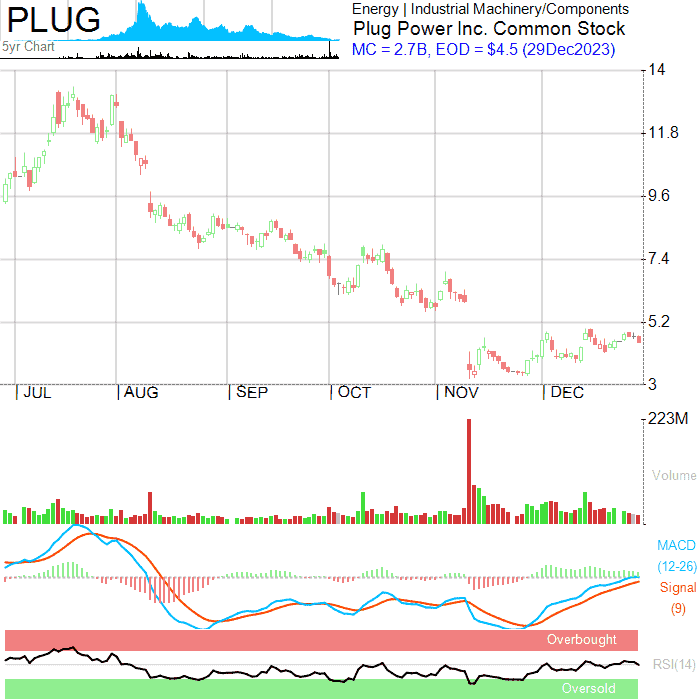 PLUG
5yr Chart
Energy | Industrial Machinery/Components
Plug Power Inc. Common Stock
MC = 2.7B, EOD = $4.5 (29Dec2023)
14
11.8
9.6
7.4
5.2
3
JUL
AUG
SEP
OCT
NOV
DEC
223M
Volume
MACD
(12-26)
Signal
(9)
Overbought
RSI(14)
Oversold